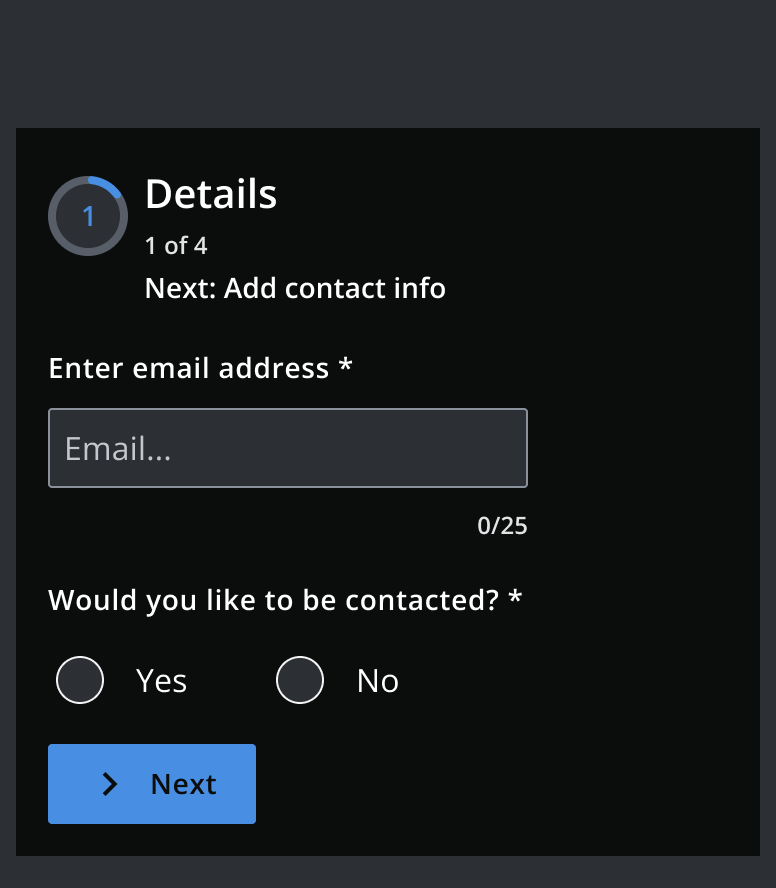 1
Details
1 of 4
Next: Add contact info
Enter email address *
Email...
0/25
Would you like to be contacted? *
Yes
No
Next